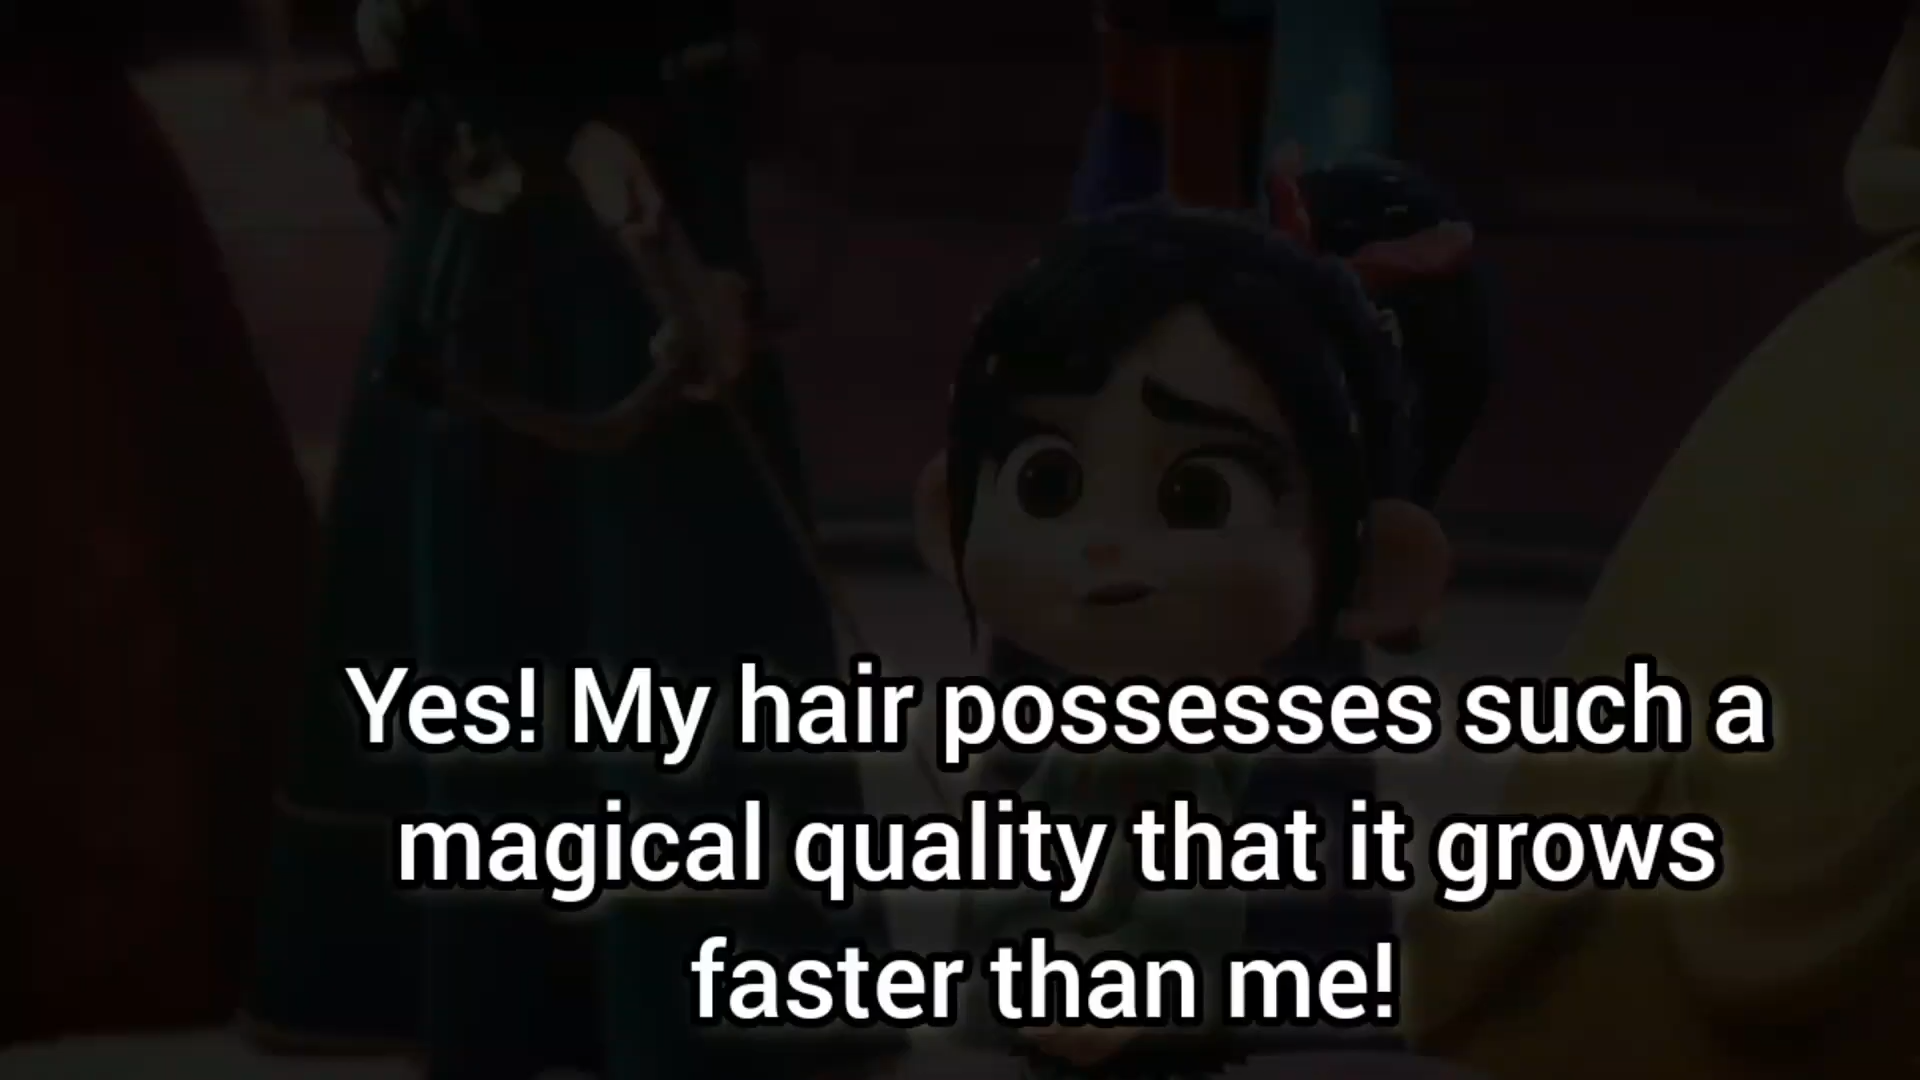 Yes! My hair possesses such a
magical quality that it grows
faster than me!